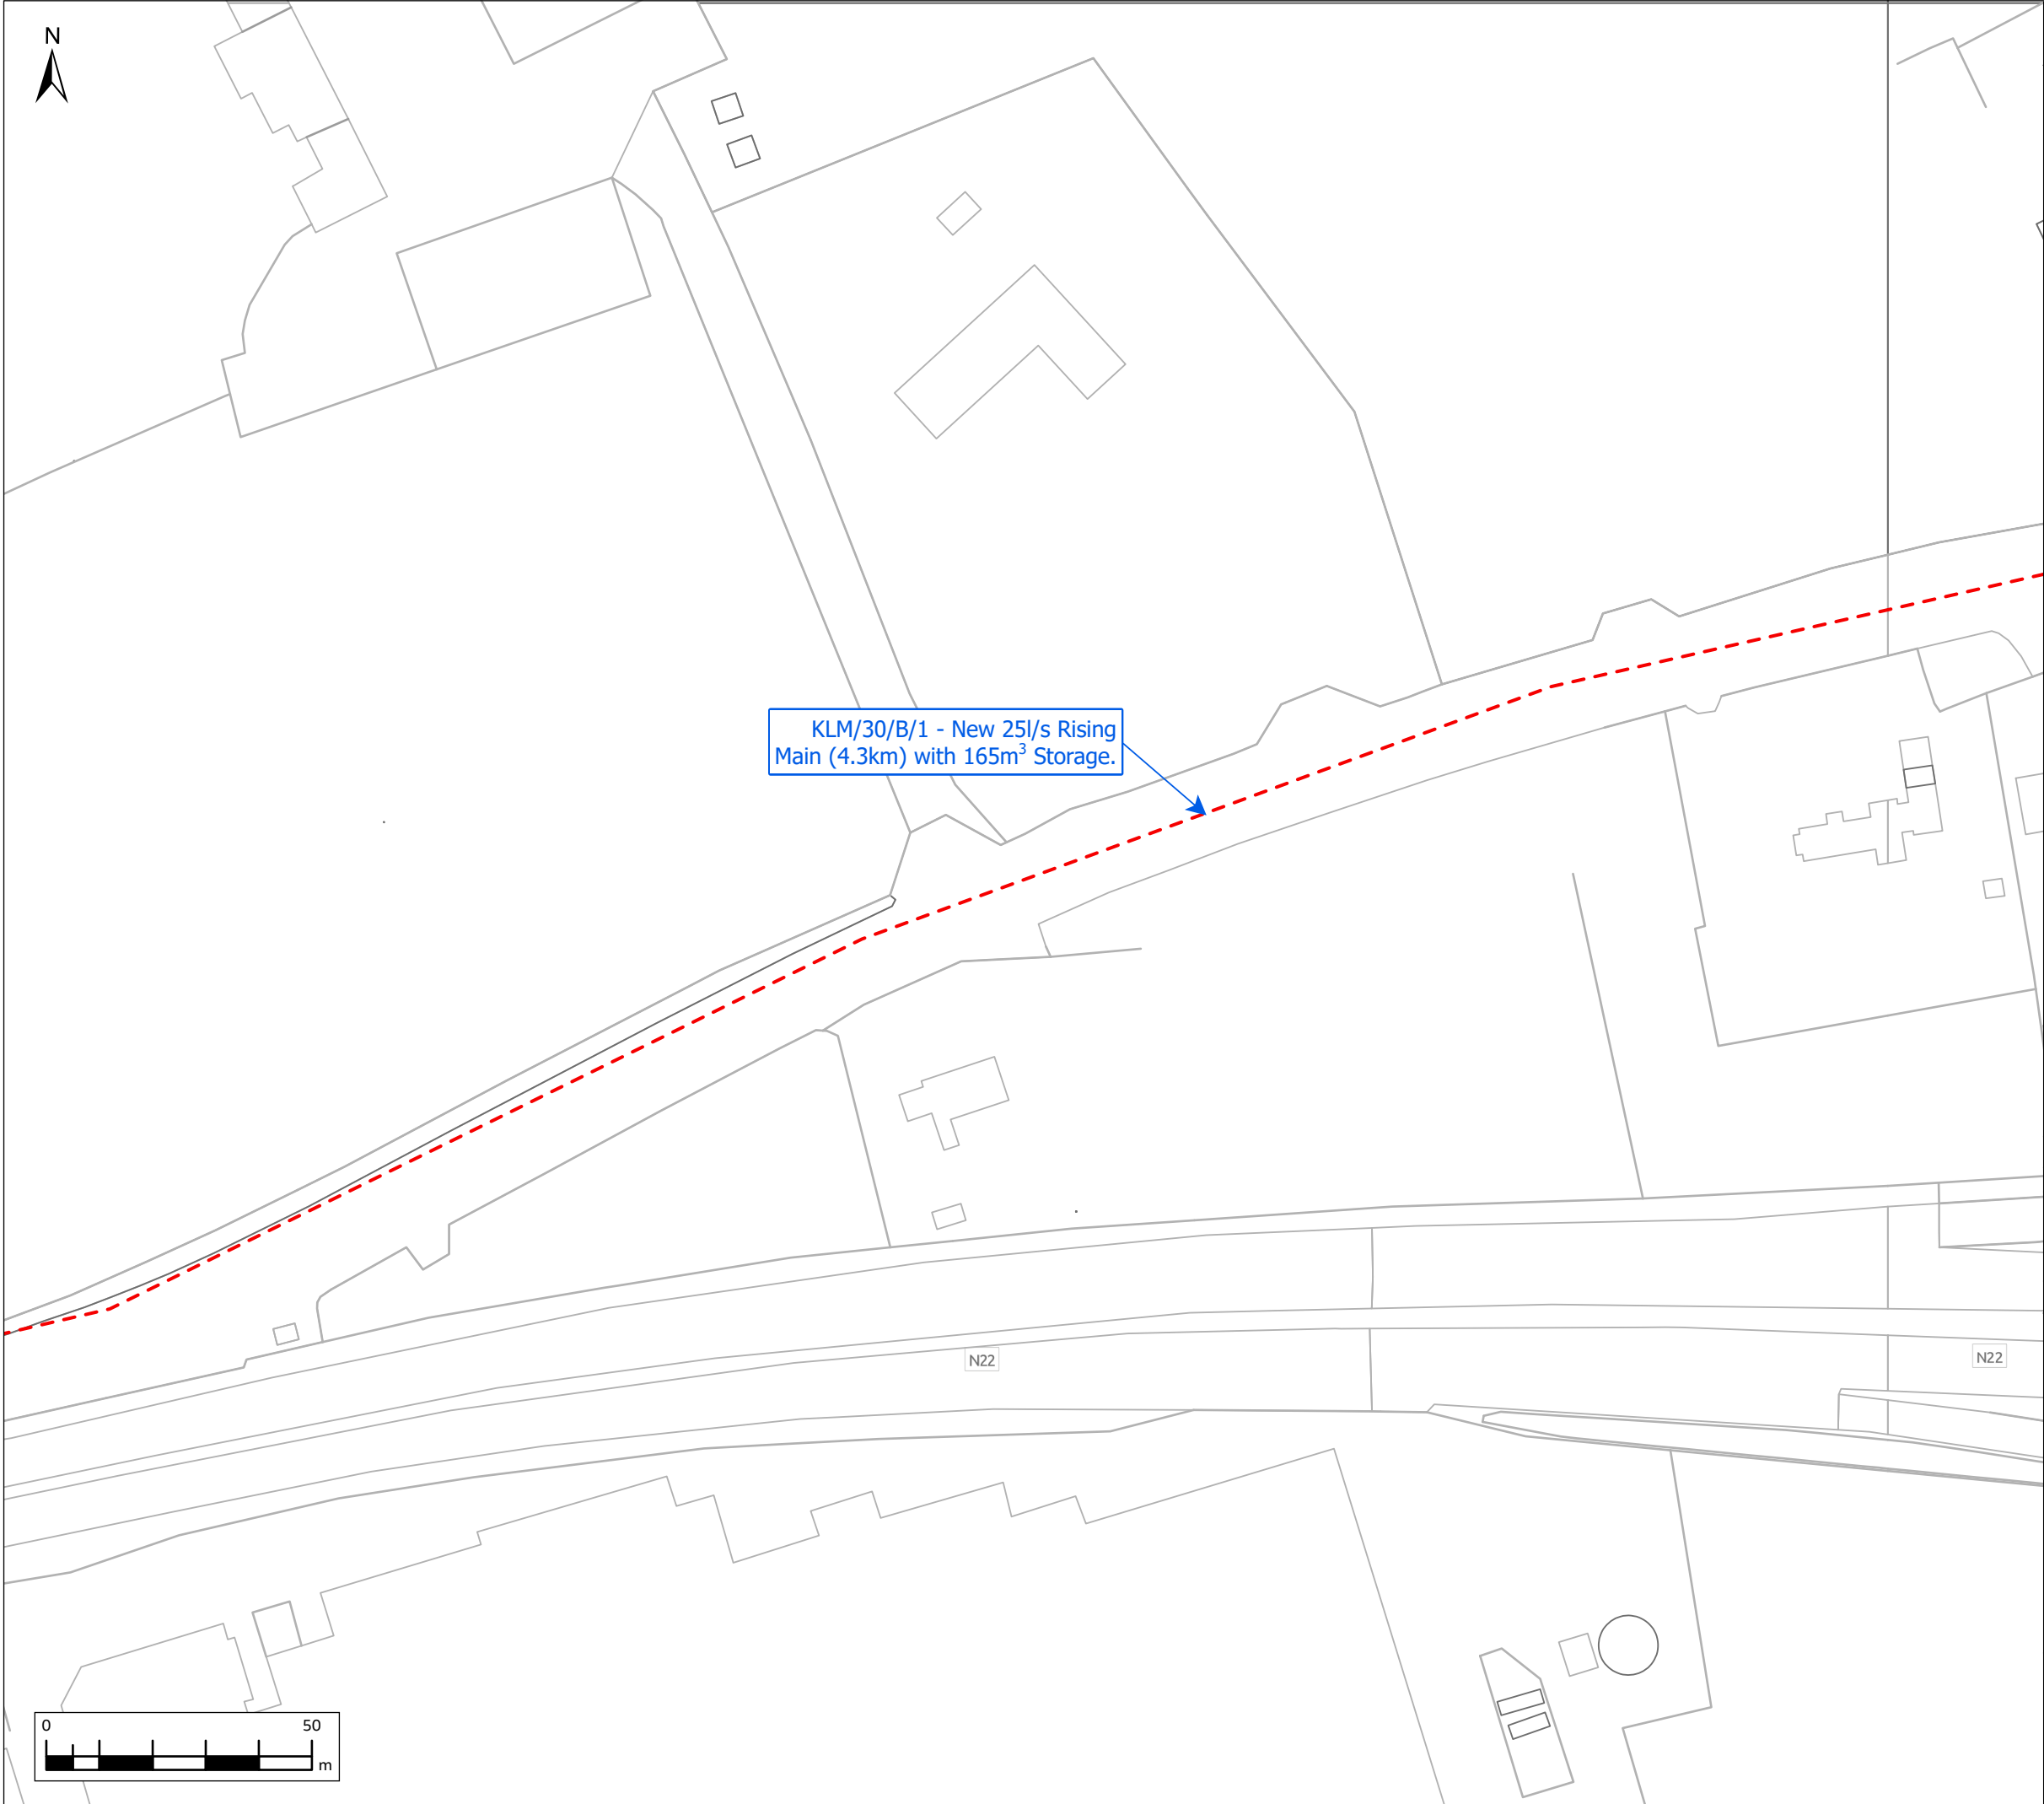 N
KLM/30/B/1 - New 25l/s Rising
Main (4.3km) with 165m³ Storage.
N22
N22
0 50
m